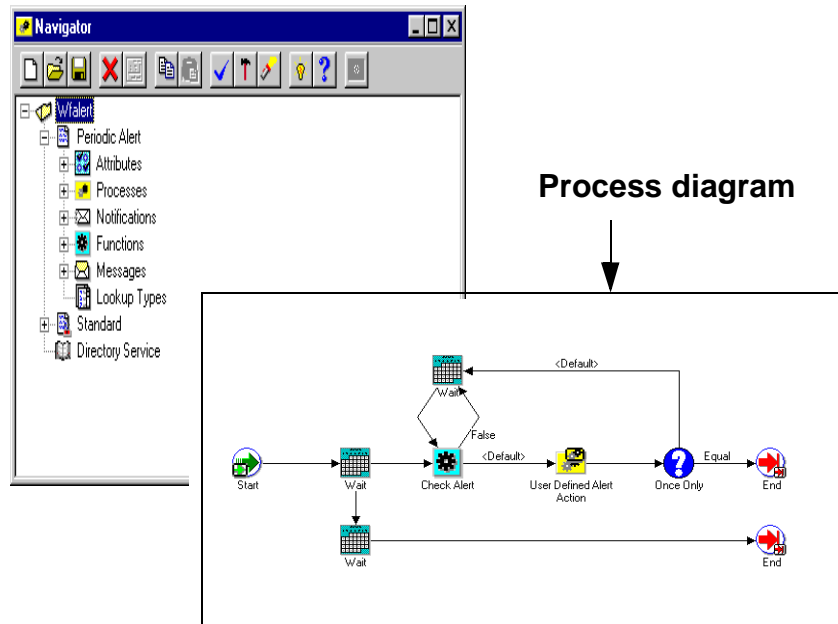 Navigator
Wfalert
Periodic Alert
Attributes
Processes
Notifications
Functions
Messages
Lookup Types
Standard
Directory Service
Process diagram
<Default>
Wait
False
<Default>
Equal
Start
Wait
Check Alert
User Defined Alert
Action
Once Only
End
Wait
End